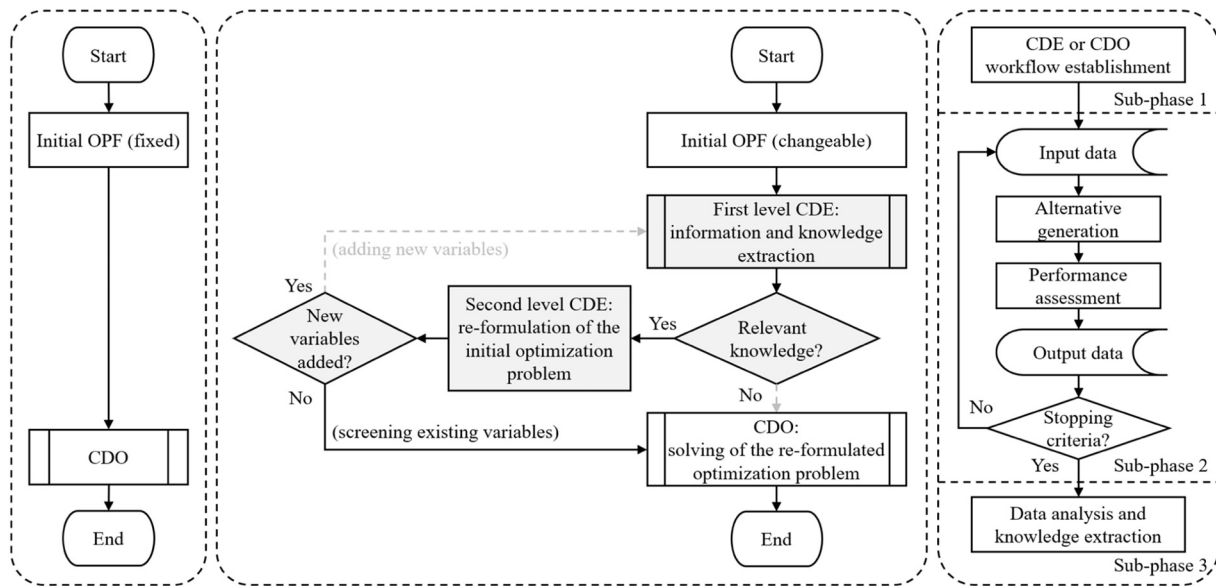 Start
Initial OPF (fixed)
CDO
End
Start
Initial OPF (changeable)
First level CDE:
information and knowledge
extraction
(adding new variables)
Yes
New
variables
added?
Second level CDE:
re-formulation of the
initial optimization
problem
Yes
Relevant
knowledge?
No
No
(screening existing variables)
CDO:
solving of the re-formulated
optimization problem
End
CDE or CDO
workflow establishment
Sub-phase 1
Input data
Alternative
generation
Performance
assessment
Output data
No
Stopping
criteria?
Yes
Sub-phase 2
Data analysis and
knowledge extraction
Sub-phase 3